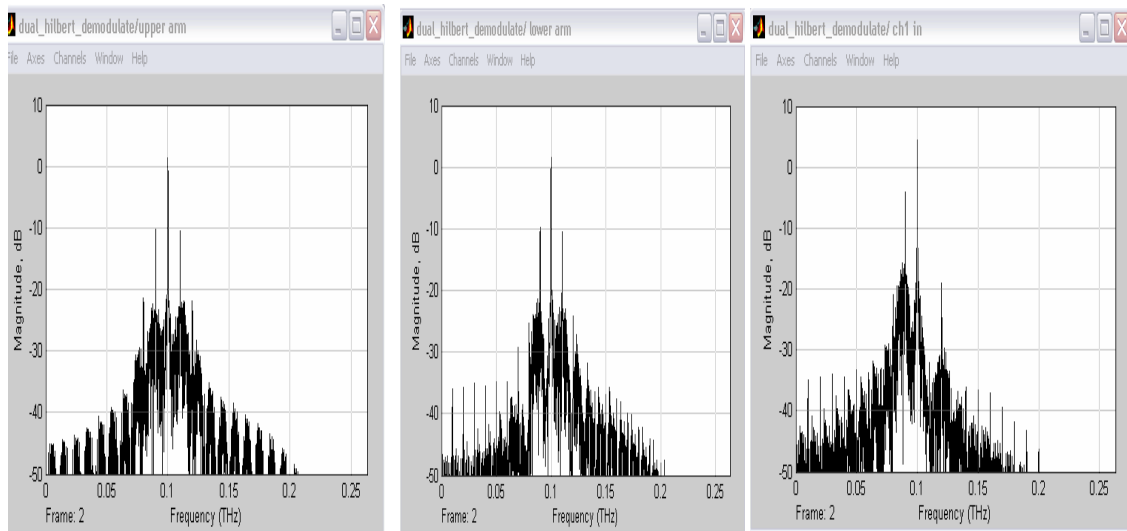 dual_hilbert_demodulate/upper arm
File Axes Channels Window Help
10
0
-10
-20
-30
-40
-50
Magnitude, dB
0 0.05 0.1 0.15 0.2 0.25
Frame: 2 Frequency (THz)
dual_hilbert_demodulate/ lower arm
File Axes Channels Window Help
10
0
-10
-20
-30
-40
-50
Magnitude, dB
0 0.05 0.1 0.15 0.2 0.25
Frame: 2 Frequency (THz)
dual_hilbert_demodulate/ ch1 in
File Axes Channels Window Help
10
0
-10
-20
-30
-40
-50
Magnitude, dB
0 0.05 0.1 0.15 0.2 0.25
Frame: 2 Frequency (THz)